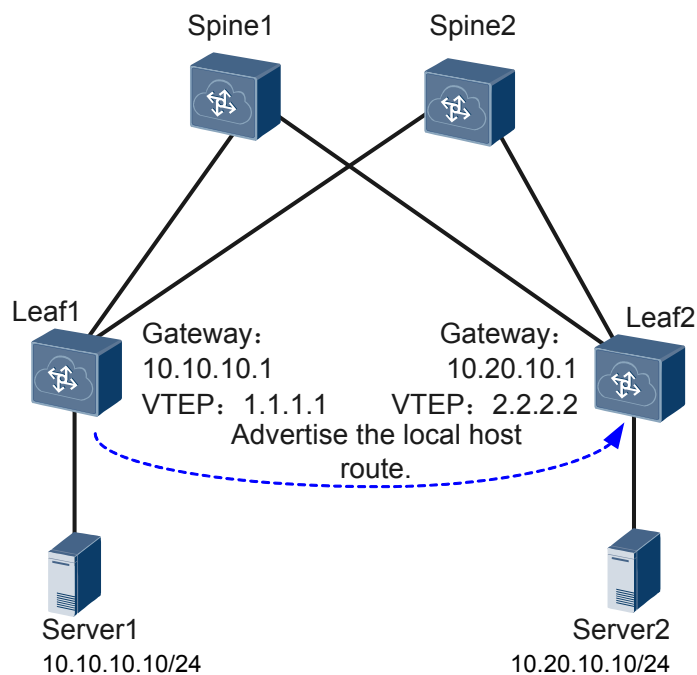 Spine1
Spine2
Leaf1
Leaf2
Gateway：
10.10.10.1
VTEP：1.1.1.1
Gateway：
10.20.10.1
VTEP：2.2.2.2
Advertise the local host
route.
Server1
10.10.10.10/24
Server2
10.20.10.10/24